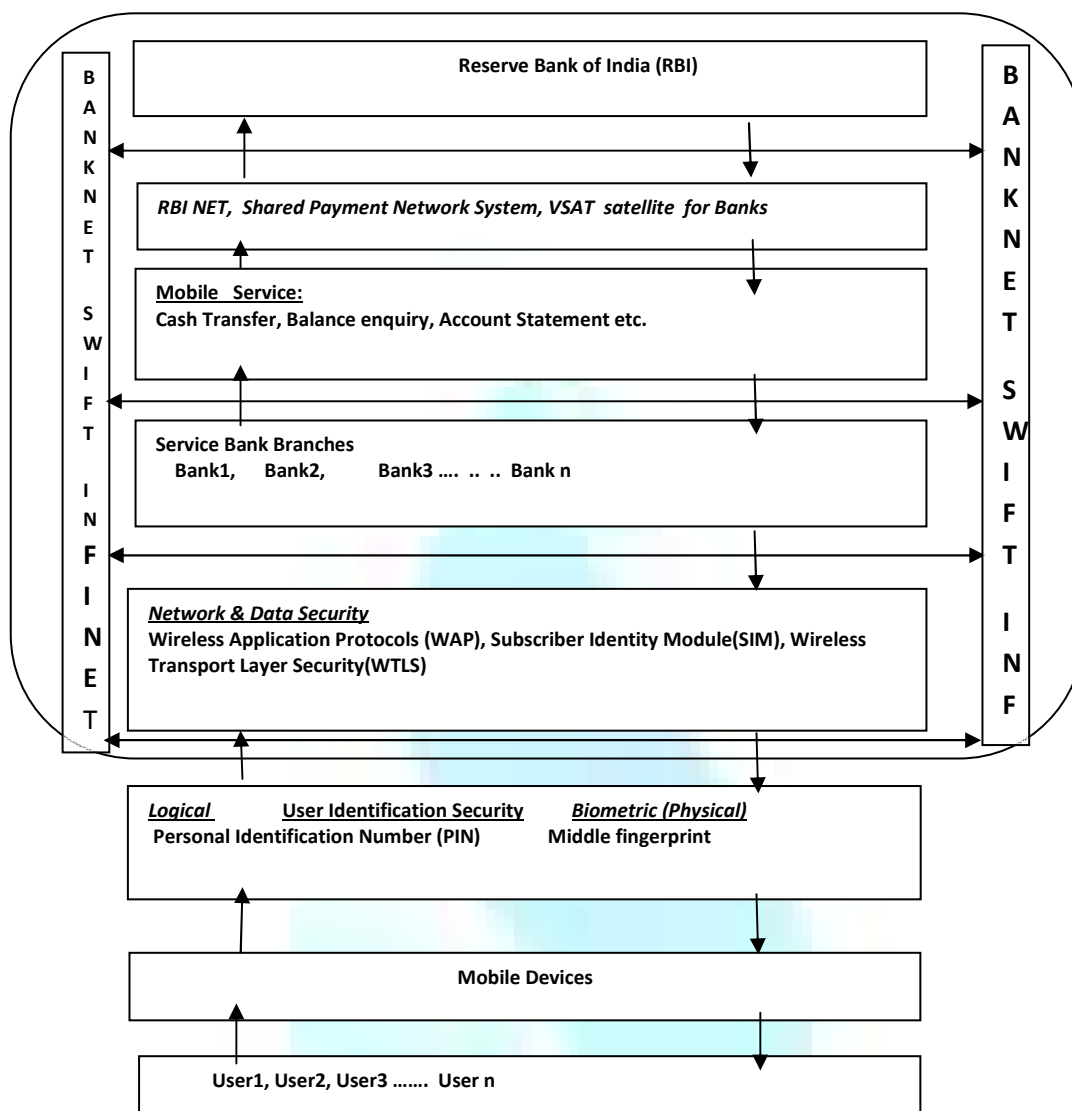 Reserve Bank of India (RBI)
BANKNET SWIFT INFINET
BANKNET SWIFT INF
RBI NET, Shared Payment Network System, VSAT satellite for Banks
Mobile Service:
Cash Transfer, Balance enquiry, Account Statement etc.
Service Bank Branches
Bank1, Bank2, Bank3 .... .. .. Bank n
Network & Data Security
Wireless Application Protocols (WAP), Subscriber Identity Module(SIM), Wireless
Transport Layer Security(WTLS)
Logical User Identification Security Biometric (Physical)
Personal Identification Number (PIN) Middle fingerprint
Mobile Devices
User1, User2, User3 ....... User n